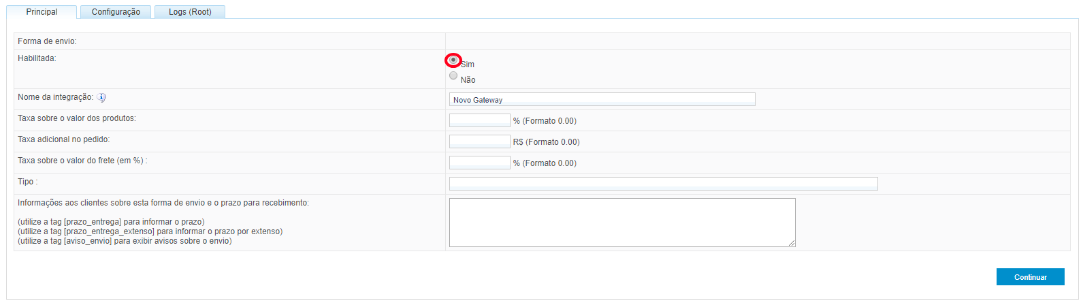 Principal Configuração Logs (Root)
Forma de envio:
Habilitada: Sim
Não
Nome da integração: Novo Gateway
Taxa sobre o valor dos produtos: % (Formato 0.00)
Taxa adicional no pedido: R$ (Formato 0.00)
Taxa sobre o valor do frete (em %) : % (Formato 0.00)
Tipo :
Informações aos clientes sobre esta forma de envio e o prazo para recebimento:
(utilize a tag [prazo_entrega] para informar o prazo)
(utilize a tag [prazo_entrega_extenso] para informar o prazo por extenso)
(utilize a tag [aviso_envio] para exibir avisos sobre o envio)
Continuar